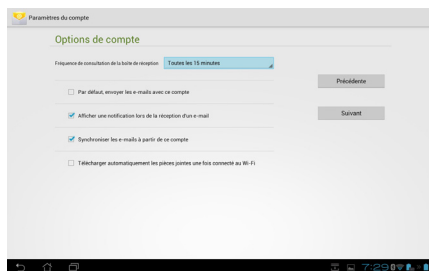 Paramètres du compte
Options de compte
Fréquence de consultation de la boîte de réception Toutes les 15 minutes
Précédente
Par défaut, envoyer les e-mails avec ce compte
Afficher une notification lors de la réception d'un e-mail
Suivant
Synchroniser les e-mails à partir de ce compte
Télécharger automatiquement les pièces jointes une fois connecté au Wi-Fi
7:29